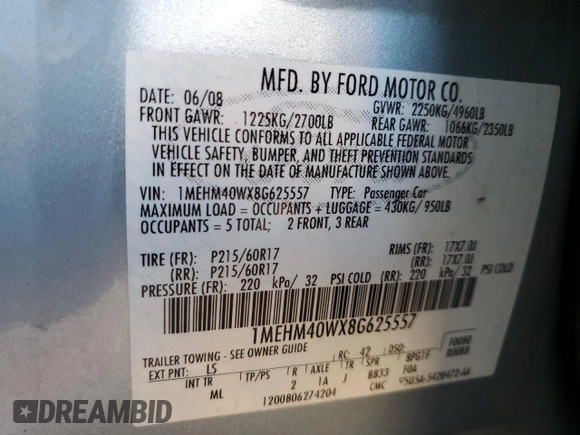 MFD. BY FORD MOTOR CO.
DATE: 06/08 GVWR: 2250KG/4960LB
FRONT GAWR: 1225KG/2700LB REAR GAWR: 1066KG/2350LB
THIS VEHICLE CONFORMS TO ALL APPLICABLE FEDERAL MOTOR
VEHICLE SAFETY, BUMPER, AND THEFT PREVENTION STANDARDS
IN EFFECT ON THE DATE OF MANUFACTURE SHOWN ABOVE.
VIN: 1MEHM40WX8G625557 TYPE: Passenger Car
MAXIMUM LOAD = OCCUPANTS + LUGGAGE = 430KG/ 950LB
OCCUPANTS = 5 TOTAL; 2 FRONT, 3 REAR
TIRE (FR): P215/60R17 RIMS (FR): 17X7.0J
(RR): P215/60R17 (RR): 17X7.0J
PRESSURE (FR): 220 kPa/ 32 PSI COLD (RR): 220 kPa/ 32 PSI COLD
1MEHM40WX8G625557
TRAILER TOWING - SEE OWNER GUIDE RC: 42 DSO: F0080
EXT PNT: LS R0088
INT TR TP/PS R AXLE TR SPR BPGTF
ML 2 1A J BB33 FOA
1200806274204 CMC
DREAMBID